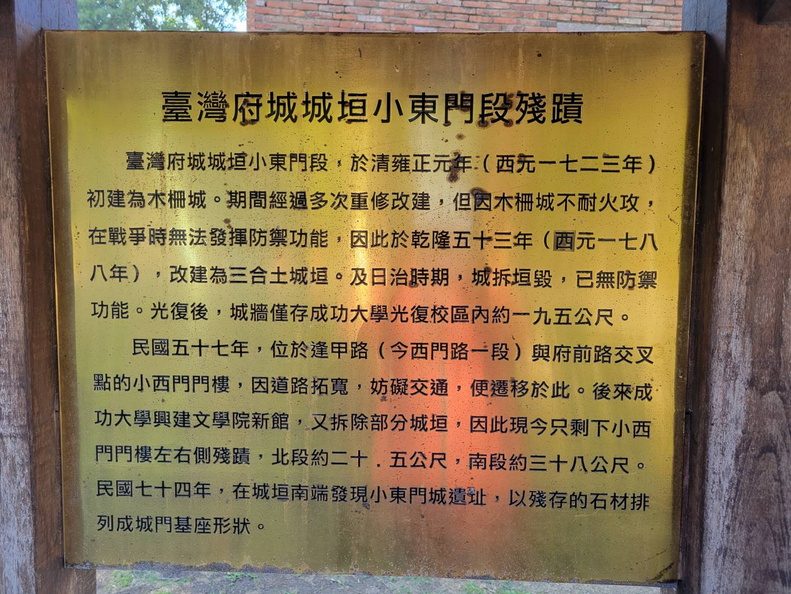 臺灣府城城垣小東門段殘蹟
臺灣府城城垣小東門段，於清雍正元年（西元一七二三年）
初建為木柵城。期間經過多次重修改建，但因木柵城不耐火攻，
在戰爭時無法發揮防禦功能，因此於乾隆五十三年（西元一七八
八年），改建為三合土城垣。及日治時期，城拆垣毀，已無防禦
功能。光復後，城牆僅存成功大學光復校區內約一九五公尺。
民國五十七年，位於逢甲路（今西門路一段）與府前路交叉
點的小西門門樓，因道路拓寬，妨礙交通，便遷移於此。後來成
功大學興建文學院新館，又拆除部分城垣，因此現今只剩下小西
門門樓左右側殘蹟，北段約二十．五公尺，南段約三十八公尺。
民國七十四年，在城垣南端發現小東門城遺址，以殘存的石材排
列成城門基座形狀。